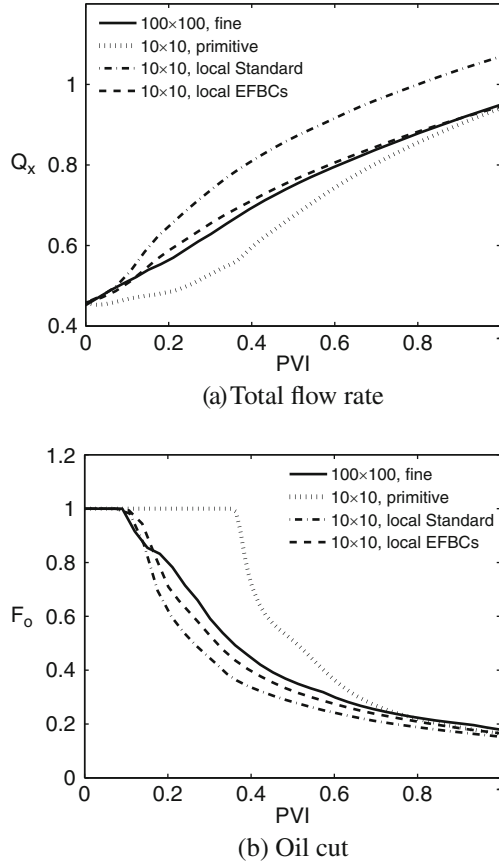 100×100, fine
10×10, primitive
10×10, local Standard
10×10, local EFBCs
1
Qx
0.8
0.6
0.4
0 0.2 0.4 0.6 0.8 1
PVI
(a) Total flow rate
1.2
100×100, fine
10×10, primitive
10×10, local Standard
10×10, local EFBCs
1
0.8
Fo
0.6
0.4
0.2
0
0 0.2 0.4 0.6 0.8 1
PVI
(b) Oil cut